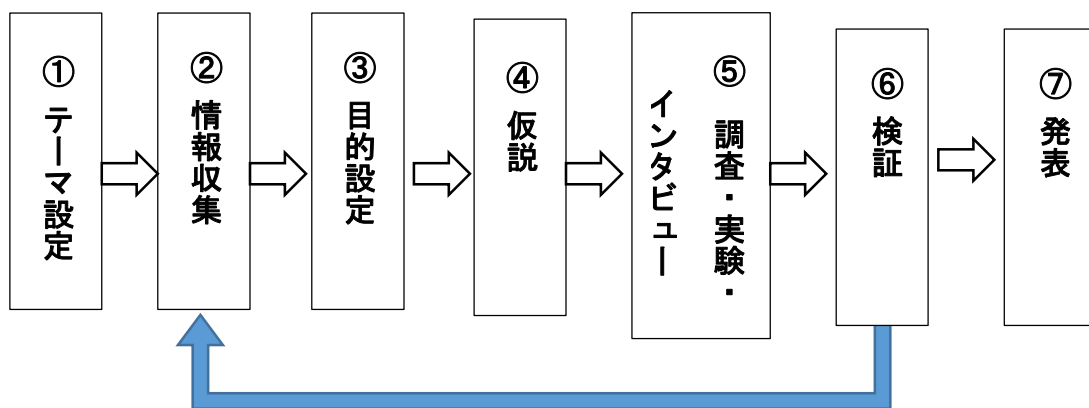 ① テーマ設定
② 情報収集
③ 目的設定
④ 仮説
⑤ 調査・実験・
インタビュー
⑥ 検証
⑦ 発表